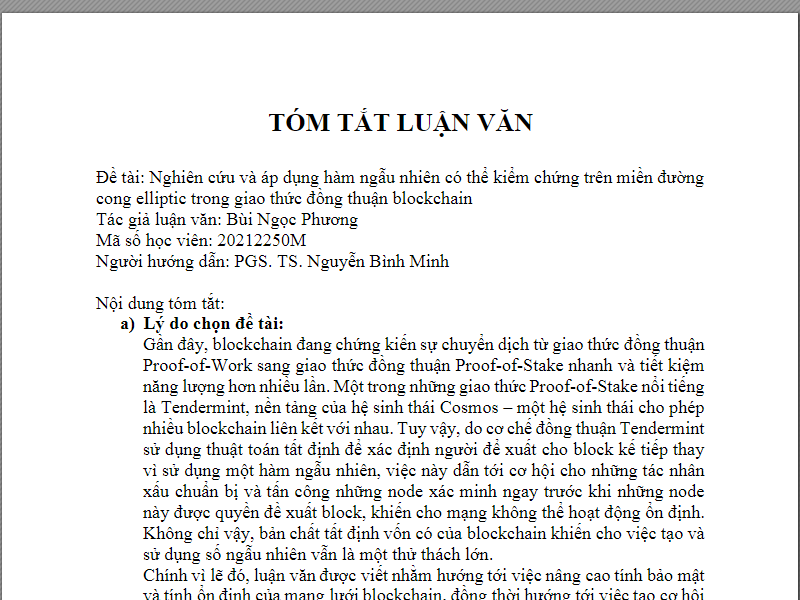 TÓM TẮT LUẬN VĂN
Đề tài: Nghiên cứu và áp dụng hàm ngẫu nhiên có thể kiểm chứng trên miền đường
cong elliptic trong giao thức đồng thuận blockchain
Tác giả luận văn: Bùi Ngọc Phương
Mã số học viên: 20212250M
Người hướng dẫn: PGS. TS. Nguyễn Bình Minh
Nội dung tóm tắt:
a) Lý do chọn đề tài:
Gần đây, blockchain đang chứng kiến sự chuyển dịch từ giao thức đồng thuận
Proof-of-Work sang giao thức đồng thuận Proof-of-Stake nhanh và tiết kiệm
năng lượng hơn nhiều lần. Một trong những giao thức Proof-of-Stake nổi tiếng
là Tendermint, nền tảng của hệ sinh thái Cosmos – một hệ sinh thái cho phép
nhiều blockchain liên kết với nhau. Tuy vậy, do cơ chế đồng thuận Tendermint
sử dụng thuật toán tất định để xác định người đề xuất cho block kế tiếp thay
vì sử dụng một hàm ngẫu nhiên, việc này dẫn tới cơ hội cho những tác nhân
xấu chuẩn bị và tấn công những node xác minh ngay trước khi những node
này được quyền đề xuất block, khiến cho mạng không thể hoạt động ổn định.
Không chỉ vậy, bản chất tất định vốn có của blockchain khiến cho việc tạo và
sử dụng số ngẫu nhiên vẫn là một thử thách lớn.
Chính vì lẽ đó, luận văn được viết nhằm hướng tới việc nâng cao tính bảo mật
và tính ổn định của mạng lưới blockchain, đồng thời hướng tới việc tạo cơ hội